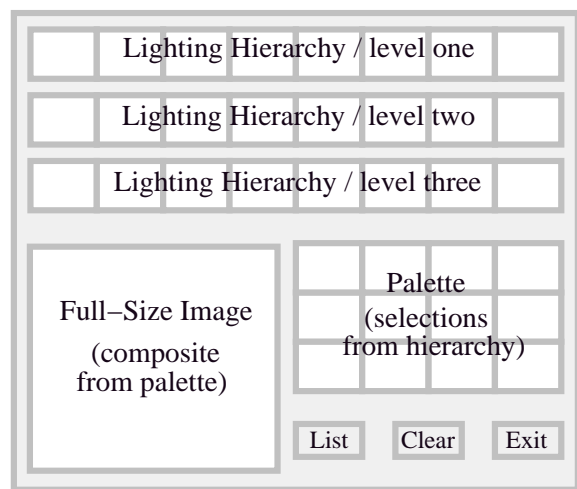 Lighting Hierarchy / level one
Lighting Hierarchy / level two
Lighting Hierarchy / level three
Full−Size Image
(composite
from palette)
Palette
(selections
from hierarchy)
List
Clear
Exit